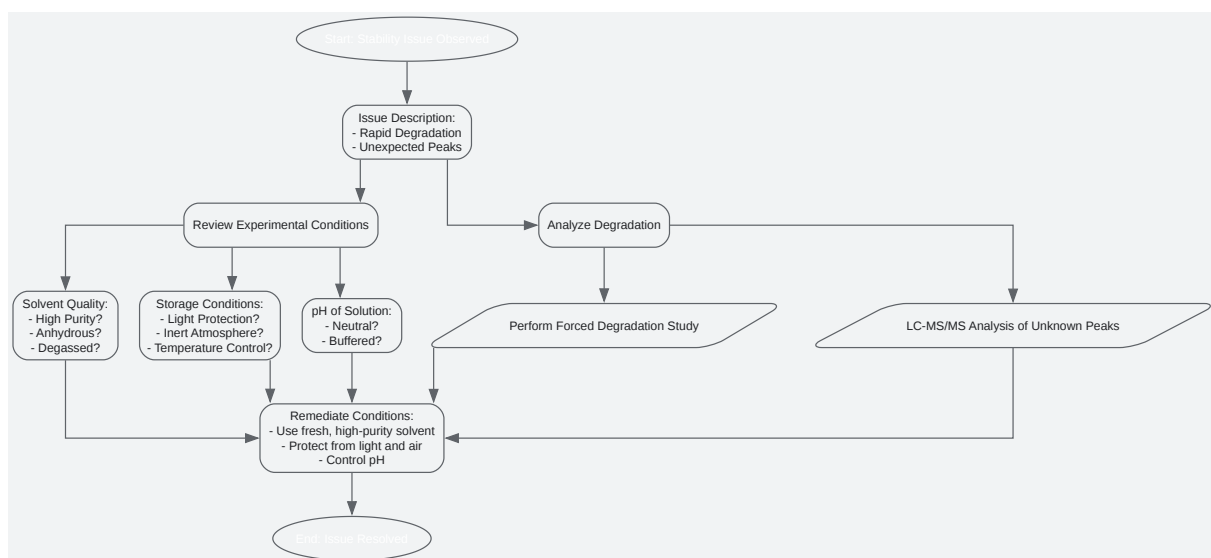 Start: Stability Issue Observed
Issue Description:
- Rapid Degradation
- Unexpected Peaks
Review Experimental Conditions
Analyze Degradation
Solvent Quality:
- High Purity?
- Anhydrous?
- Degassed?
Storage Conditions:
- Light Protection?
- Inert Atmosphere?
- Temperature Control?
pH of Solution:
- Neutral?
- Buffered?
Perform Forced Degradation Study
LC-MS/MS Analysis of Unknown Peaks
Remediate Conditions:
- Use fresh, high-purity solvent
- Protect from light and air
- Control pH
End: Issue Resolved